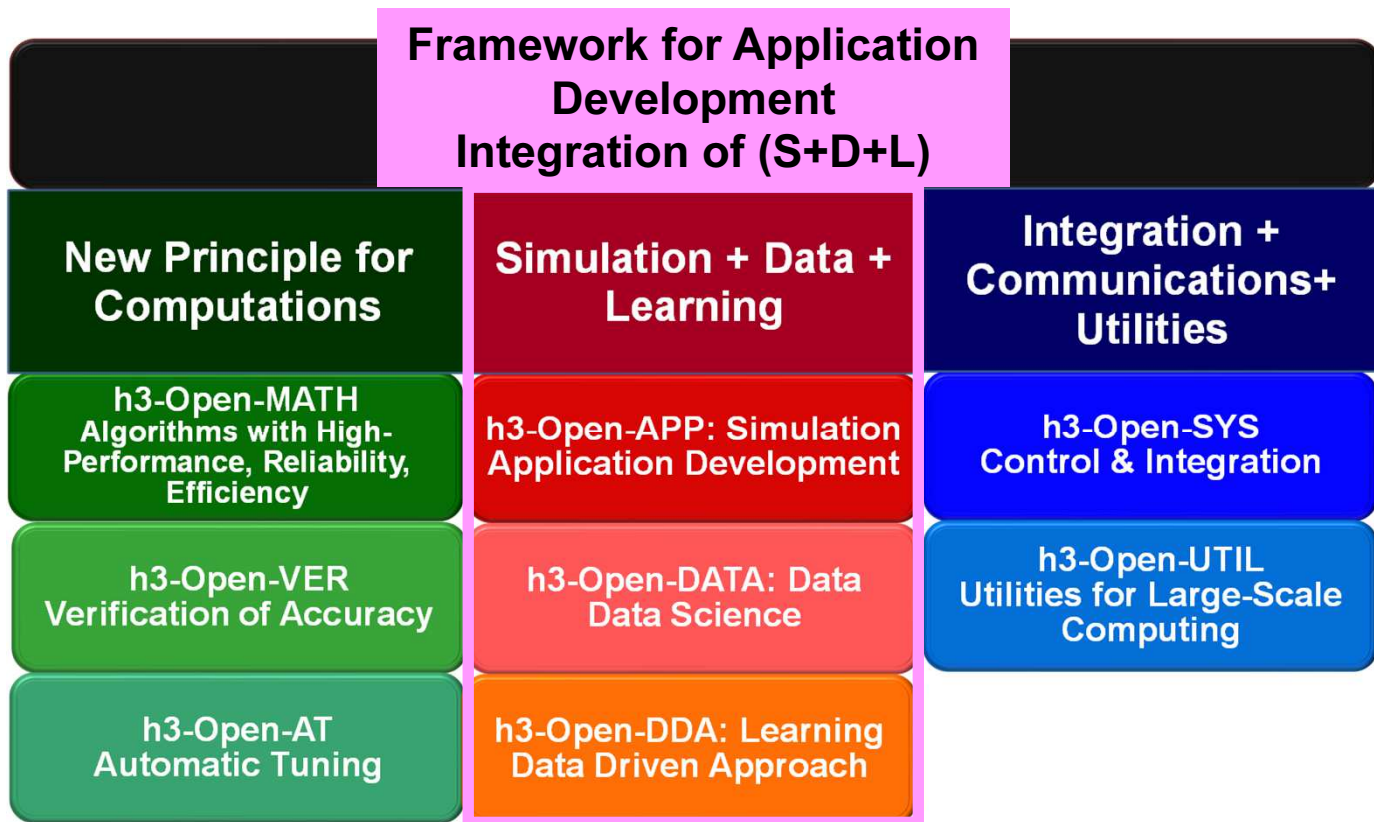 Framework for Application
Development
Integration of (S+D+L)
New Principle for
Computations
h3-Open-MATH
Algorithms with High-
Performance, Reliability,
Efficiency
h3-Open-VER
Verification of Accuracy
h3-Open-AT
Automatic Tuning
Simulation + Data +
Learning
h3-Open-APP: Simulation
Application Development
h3-Open-DATA: Data
Data Science
h3-Open-DDA: Learning
Data Driven Approach
Integration +
Communications+
Utilities
h3-Open-SYS
Control & Integration
h3-Open-UTIL
Utilities for Large-Scale
Computing